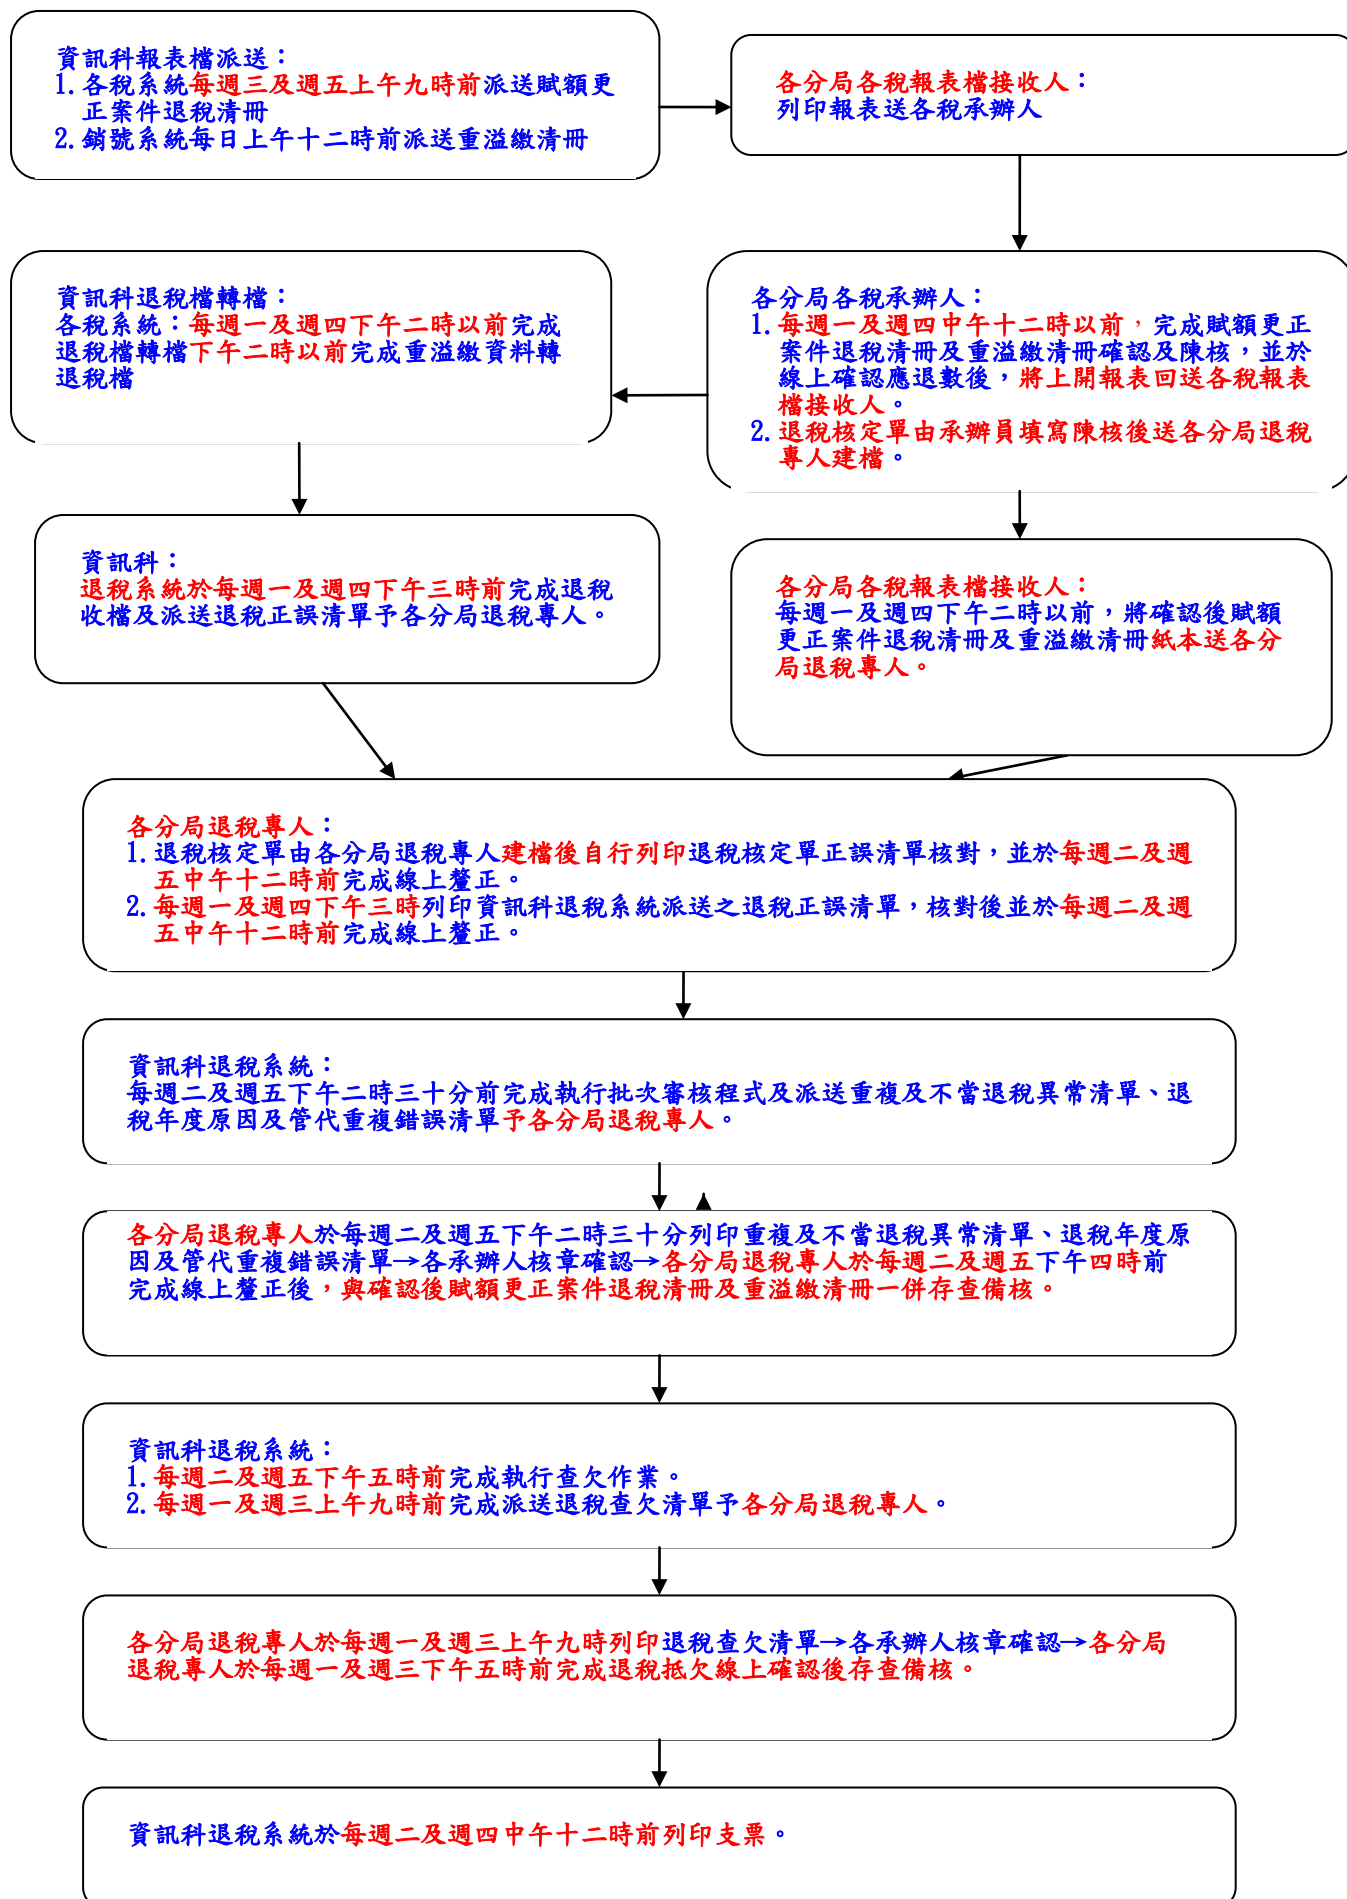 資訊科報表檔派送：
1. 各稅系統每週三及週五上午九時前派送賦額更
正案件退稅清冊
2. 銷號系統每日上午十二時前派送重溢繳清冊
各分局各稅報表檔接收人：
列印報表送各稅承辦人
各分局各稅承辦人：
1. 每週一及週四中午十二時以前，完成賦額更正
案件退稅清冊及重溢繳清冊確認及陳核，並於
線上確認應退數後，將上開報表回送各稅報表
檔接收人。
2. 退稅核定單由承辦員填寫陳核後送各分局退稅
專人建檔。
資訊科退稅檔轉檔：
各稅系統：每週一及週四下午二時以前完成
退稅檔轉檔下午二時以前完成重溢繳資料轉
退稅檔
資訊科：
退稅系統於每週一及週四下午三時前完成退稅
收檔及派送退稅正誤清單予各分局退稅專人。
各分局各稅報表檔接收人：
每週一及週四下午二時以前，將確認後賦額
更正案件退稅清冊及重溢繳清冊紙本送各分
局退稅專人。
各分局退稅專人：
1. 退稅核定單由各分局退稅專人建檔後自行列印退稅核定單正誤清單核對，並於每週二及週
五中午十二時前完成線上釐正。
2. 每週一及週四下午三時列印資訊科退稅系統派送之退稅正誤清單，核對後並於每週二及週
五中午十二時前完成線上釐正。
資訊科退稅系統：
每週二及週五下午二時三十分前完成執行批次審核程式及派送重複及不當退稅異常清單、退
稅年度原因及管代重複錯誤清單予各分局退稅專人。
各分局退稅專人於每週二及週五下午二時三十分列印重複及不當退稅異常清單、退稅年度原
因及管代重複錯誤清單→各承辦人核章確認→各分局退稅專人於每週二及週五下午四時前
完成線上釐正後，與確認後賦額更正案件退稅清冊及重溢繳清冊一併存查備核。
資訊科退稅系統：
1. 每週二及週五下午五時前完成執行查欠作業。
2. 每週一及週三上午九時前完成派送退稅查欠清單予各分局退稅專人。
各分局退稅專人於每週一及週三上午九時列印退稅查欠清單→各承辦人核章確認→各分局
退稅專人於每週一及週三下午五時前完成退稅抵欠線上確認後存查備核。
資訊科退稅系統於每週二及週四中午十二時前列印支票。